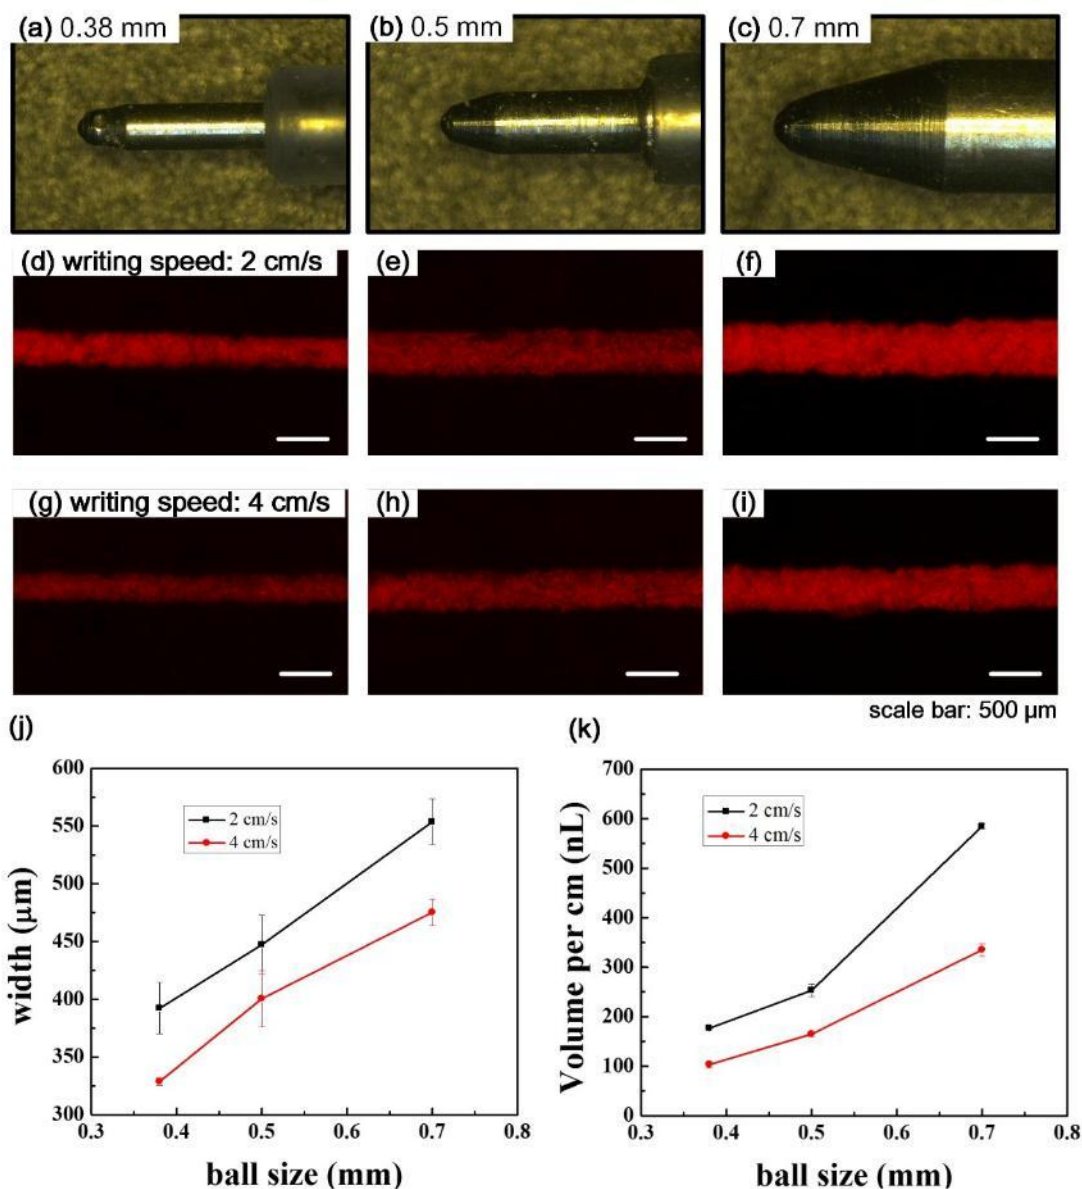 (a) 0.38 mm
(b) 0.5 mm
(c) 0.7 mm
(d) writing speed: 2 cm/s
(e)
(f)
(g) writing speed: 4 cm/s
(h)
(i)
scale bar: 500 µm
(j)
600
550
500
450
400
350
300
0.3 0.4 0.5 0.6 0.7 0.8
width (µm)
ball size (mm)
2 cm/s
4 cm/s
(k)
700
600
500
400
300
200
100
0
0.3 0.4 0.5 0.6 0.7 0.8
Volume per cm (nL)
ball size (mm)
2 cm/s
4 cm/s